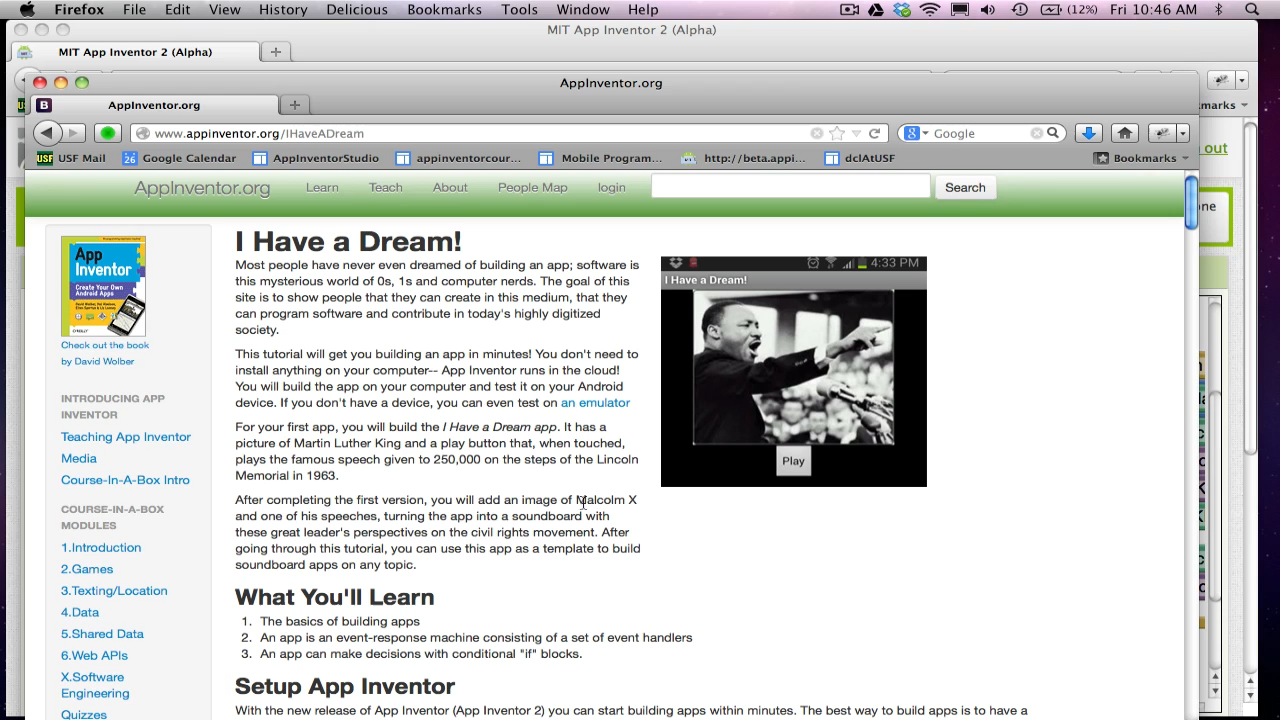 Firefox File Edit View History Delicious Bookmarks Tools Window Help (12%) Fri 10:46 AM
MIT App Inventor 2 (Alpha)
MIT App Inventor 2 (Alpha) +
AppInventor.org
B AppInventor.org +
www.appinventor.org/IHaveADream Google
USF USF Mail 26 Google Calendar AppInventorStudio appinventorcour... Mobile Program... http://beta.appi... dclAtUSF Bookmarks
AppInventor.org Learn Teach About People Map login Search
out
App
Inventor
Create Your Own
Android Apps
O'REILLY
Check out the book
by David Wolber
INTRODUCING APP
INVENTOR
Teaching App Inventor
Media
Course-In-A-Box Intro
COURSE-IN-A-BOX
MODULES
1.Introduction
2.Games
3.Texting/Location
4.Data
5.Shared Data
6.Web APIs
X.Software
Engineering
Quizzes
I Have a Dream!
Most people have never even dreamed of building an app; software is
this mysterious world of 0s, 1s and computer nerds. The goal of this
site is to show people that they can create in this medium, that they
can program software and contribute in today's highly digitized
society.
This tutorial will get you building an app in minutes! You don't need to
install anything on your computer-- App Inventor runs in the cloud!
You will build the app on your computer and test it on your Android
device. If you don't have a device, you can even test on an emulator
For your first app, you will build the I Have a Dream app. It has a
picture of Martin Luther King and a play button that, when touched,
plays the famous speech given to 250,000 on the steps of the Lincoln
Memorial in 1963.
After completing the first version, you will add an image of Malcolm X
and one of his speeches, turning the app into a soundboard with
these great leader's perspectives on the civil rights movement. After
going through this tutorial, you can use this app as a template to build
soundboard apps on any topic.
4:33 PM
I Have a Dream!
Play
What You'll Learn
1. The basics of building apps
2. An app is an event-response machine consisting of a set of event handlers
3. An app can make decisions with conditional "if" blocks.
Setup App Inventor
With the new release of App Inventor (App Inventor 2) you can start building apps within minutes. The best way to build apps is to have a